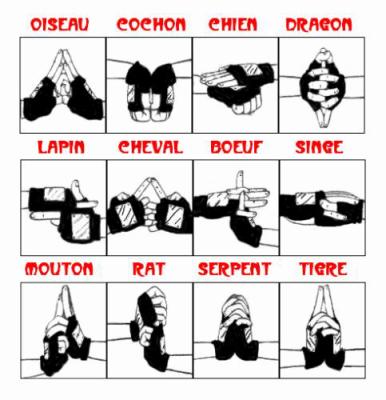 OISEAU COCHON CHIEN DRAGON
LAPIN CHEVAL BOEUF SINGE
MOUTON RAT SERPENT TIGRE